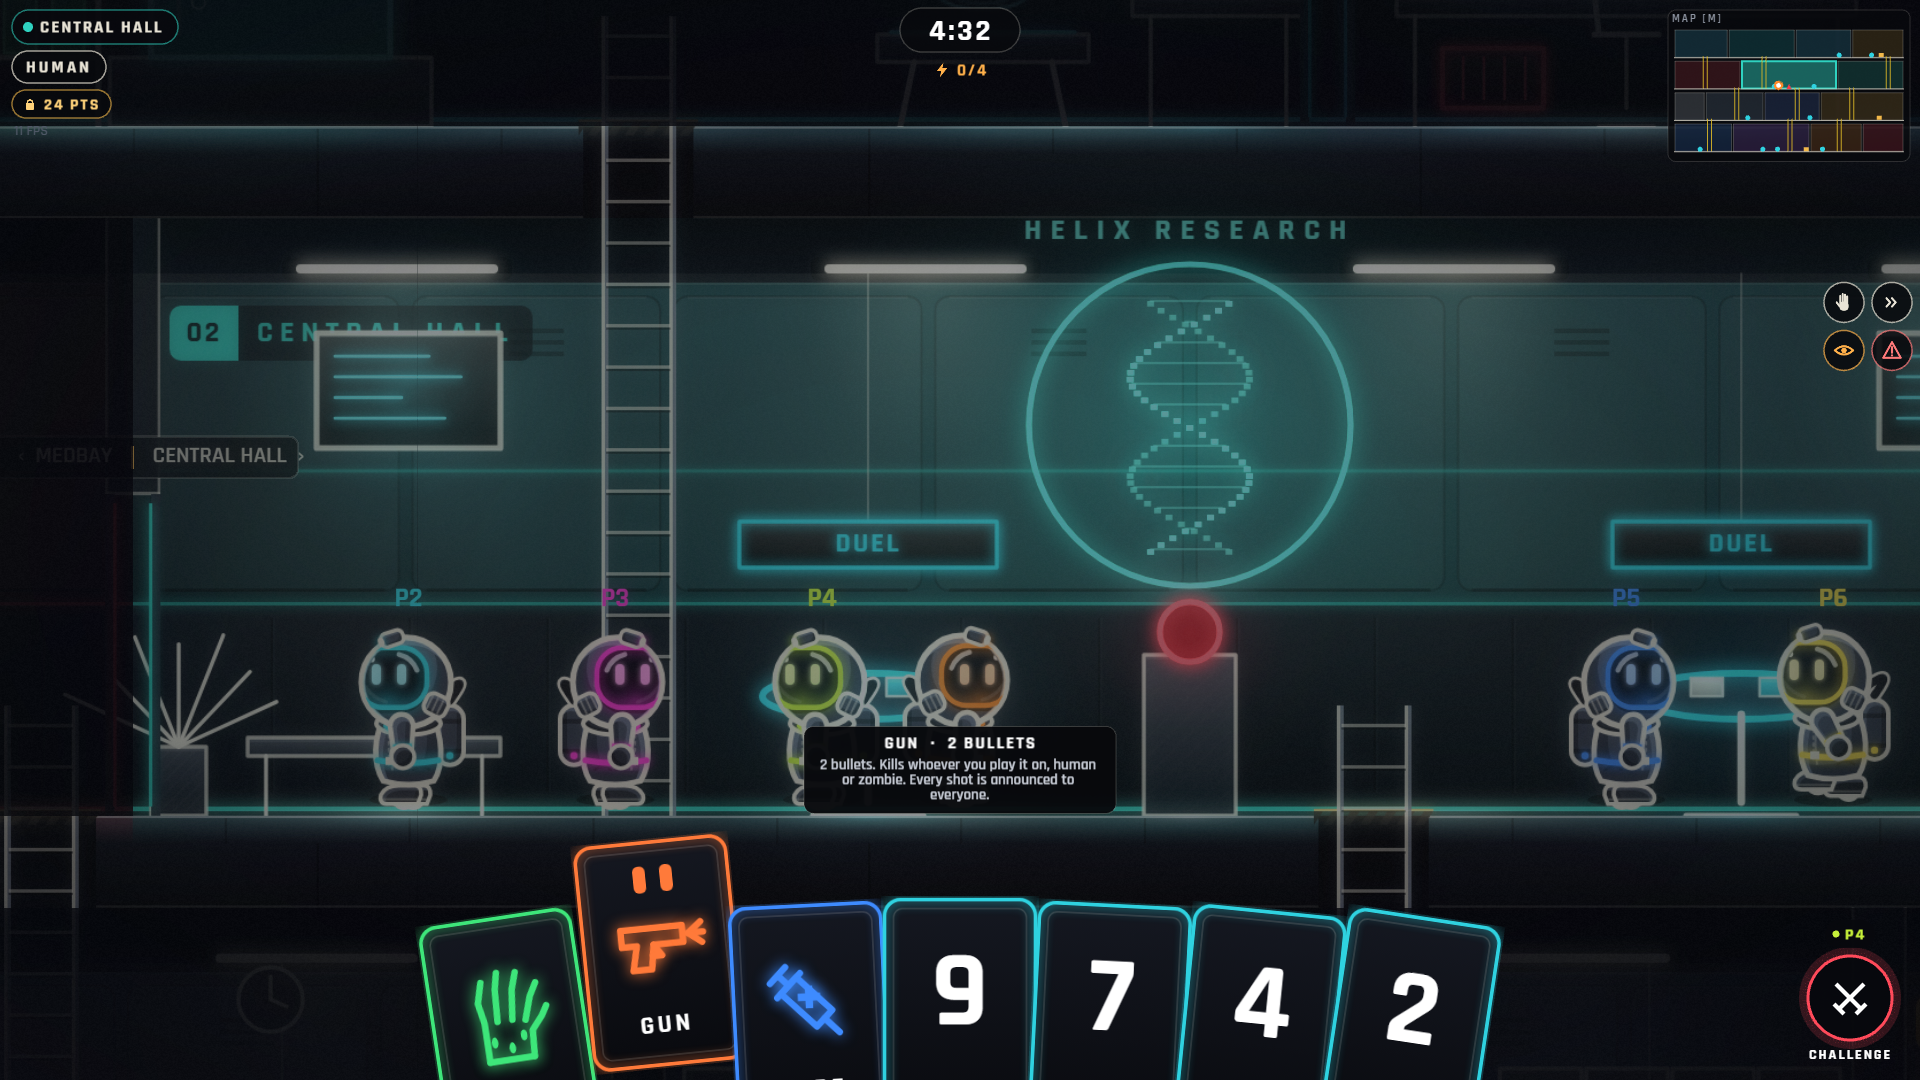 CENTRAL HALL
HUMAN
24 PTS
11 FPS
4:32
0/4
MAP [M]
HELIX RESEARCH
02 CENTRAL HALL
‹ MEDBAY | CENTRAL HALL ›
DUEL
DUEL
P2
P3
P4
P5
P6
GUN · 2 BULLETS
2 bullets. Kills whoever you play it on, human
or zombie. Every shot is announced to
everyone.
GUN
9
7
4
2
P4
CHALLENGE